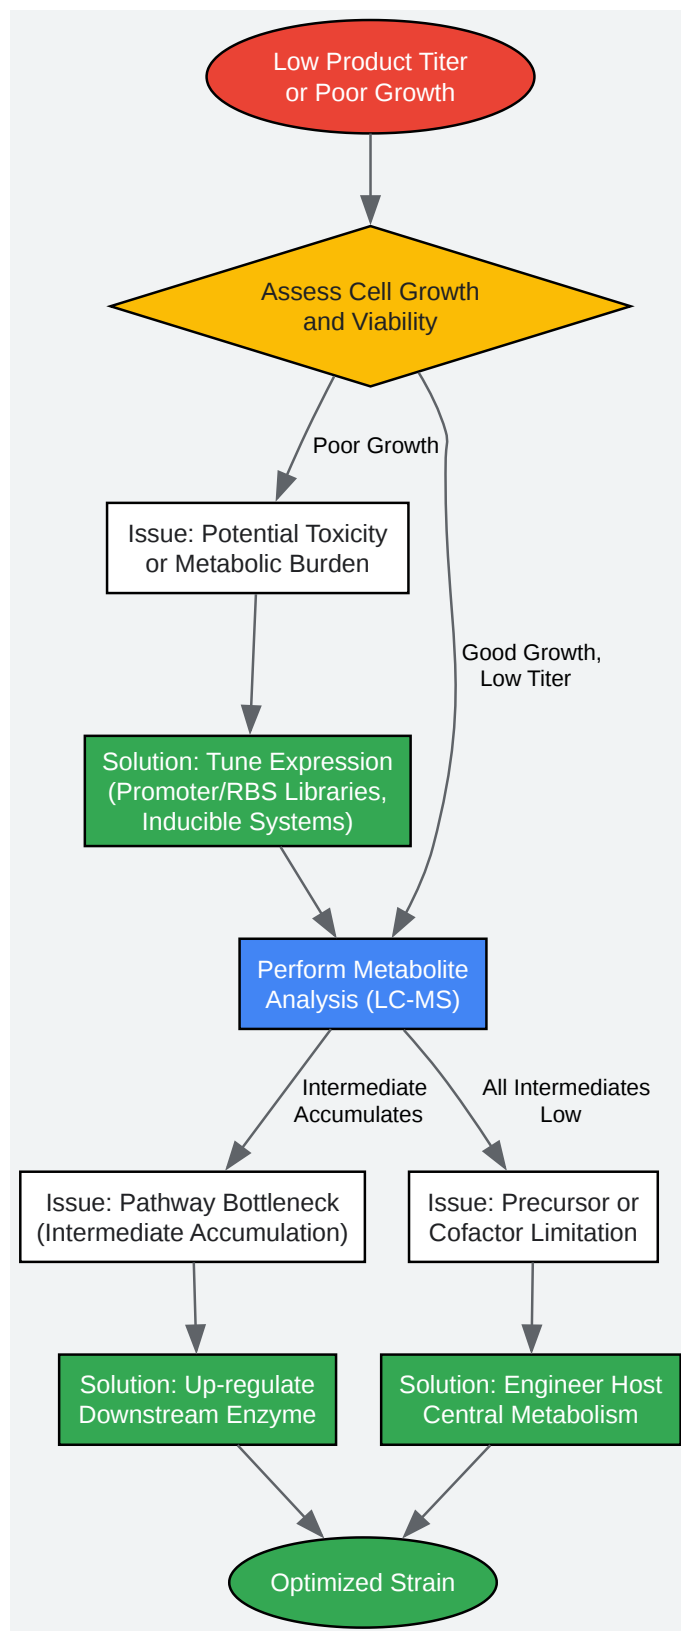 Low Product Titer
or Poor Growth
Assess Cell Growth
and Viability
Poor Growth
Issue: Potential Toxicity
or Metabolic Burden
Good Growth,
Low Titer
Solution: Tune Expression
(Promoter/RBS Libraries,
Inducible Systems)
Perform Metabolite
Analysis (LC-MS)
Intermediate
Accumulates
All Intermediates
Low
Issue: Pathway Bottleneck
(Intermediate Accumulation)
Issue: Precursor or
Cofactor Limitation
Solution: Up-regulate
Downstream Enzyme
Solution: Engineer Host
Central Metabolism
Optimized Strain